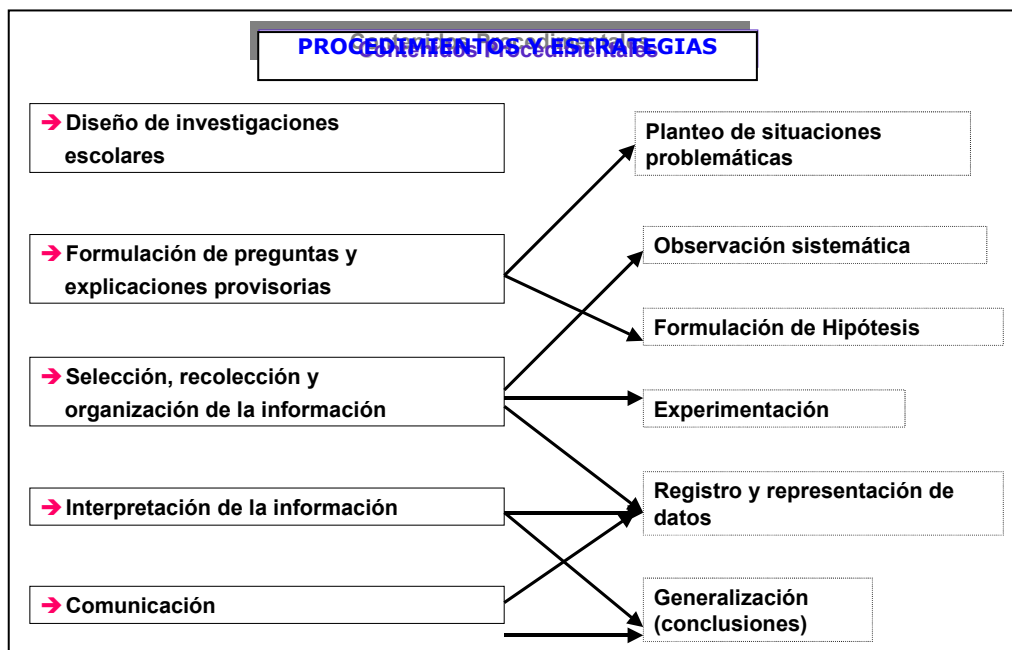 PROCEDIMIENTOS Y ESTRATEGIAS
Contenidos Procedimentales
➔ Diseño de investigaciones
escolares
➔ Formulación de preguntas y
explicaciones provisorias
➔ Selección, recolección y
organización de la información
➔ Interpretación de la información
➔ Comunicación
Planteo de situaciones
problemáticas
Observación sistemática
Formulación de Hipótesis
Experimentación
Registro y representación de
datos
Generalización
(conclusiones)